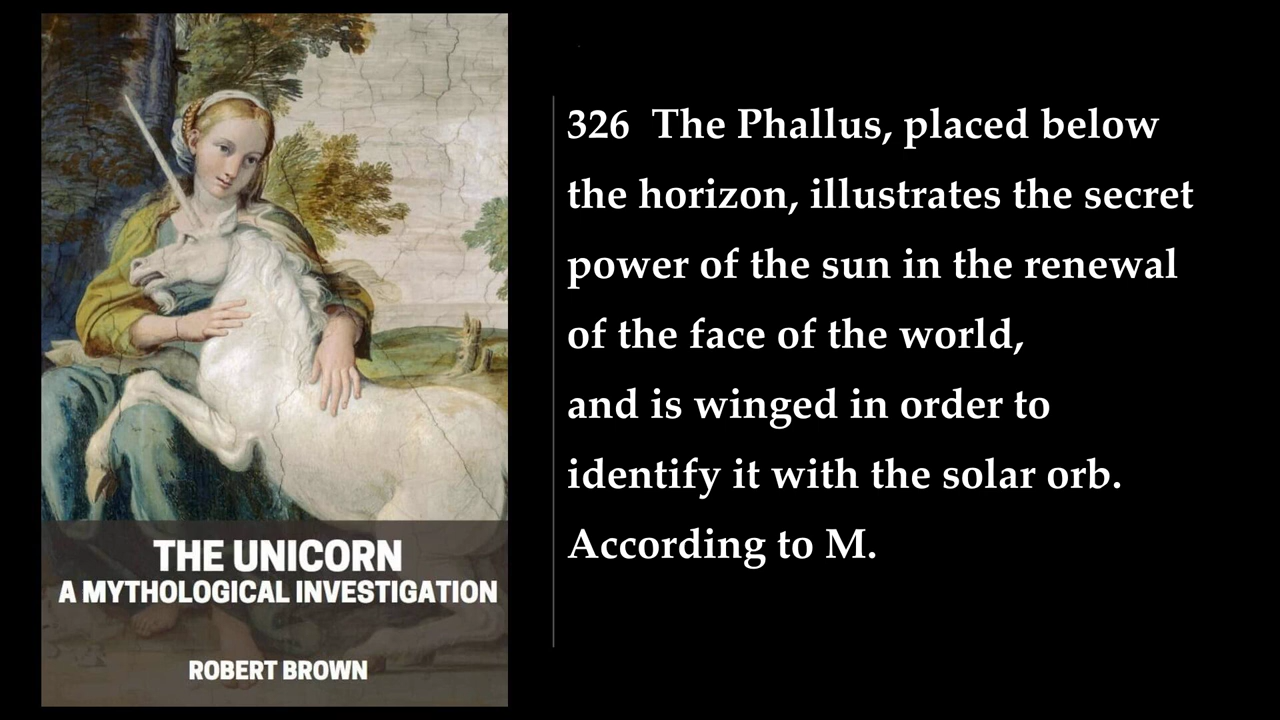 THE UNICORN
A MYTHOLOGICAL INVESTIGATION
ROBERT BROWN
326 The Phallus, placed below
the horizon, illustrates the secret
power of the sun in the renewal
of the face of the world,
and is winged in order to
identify it with the solar orb.
According to M.